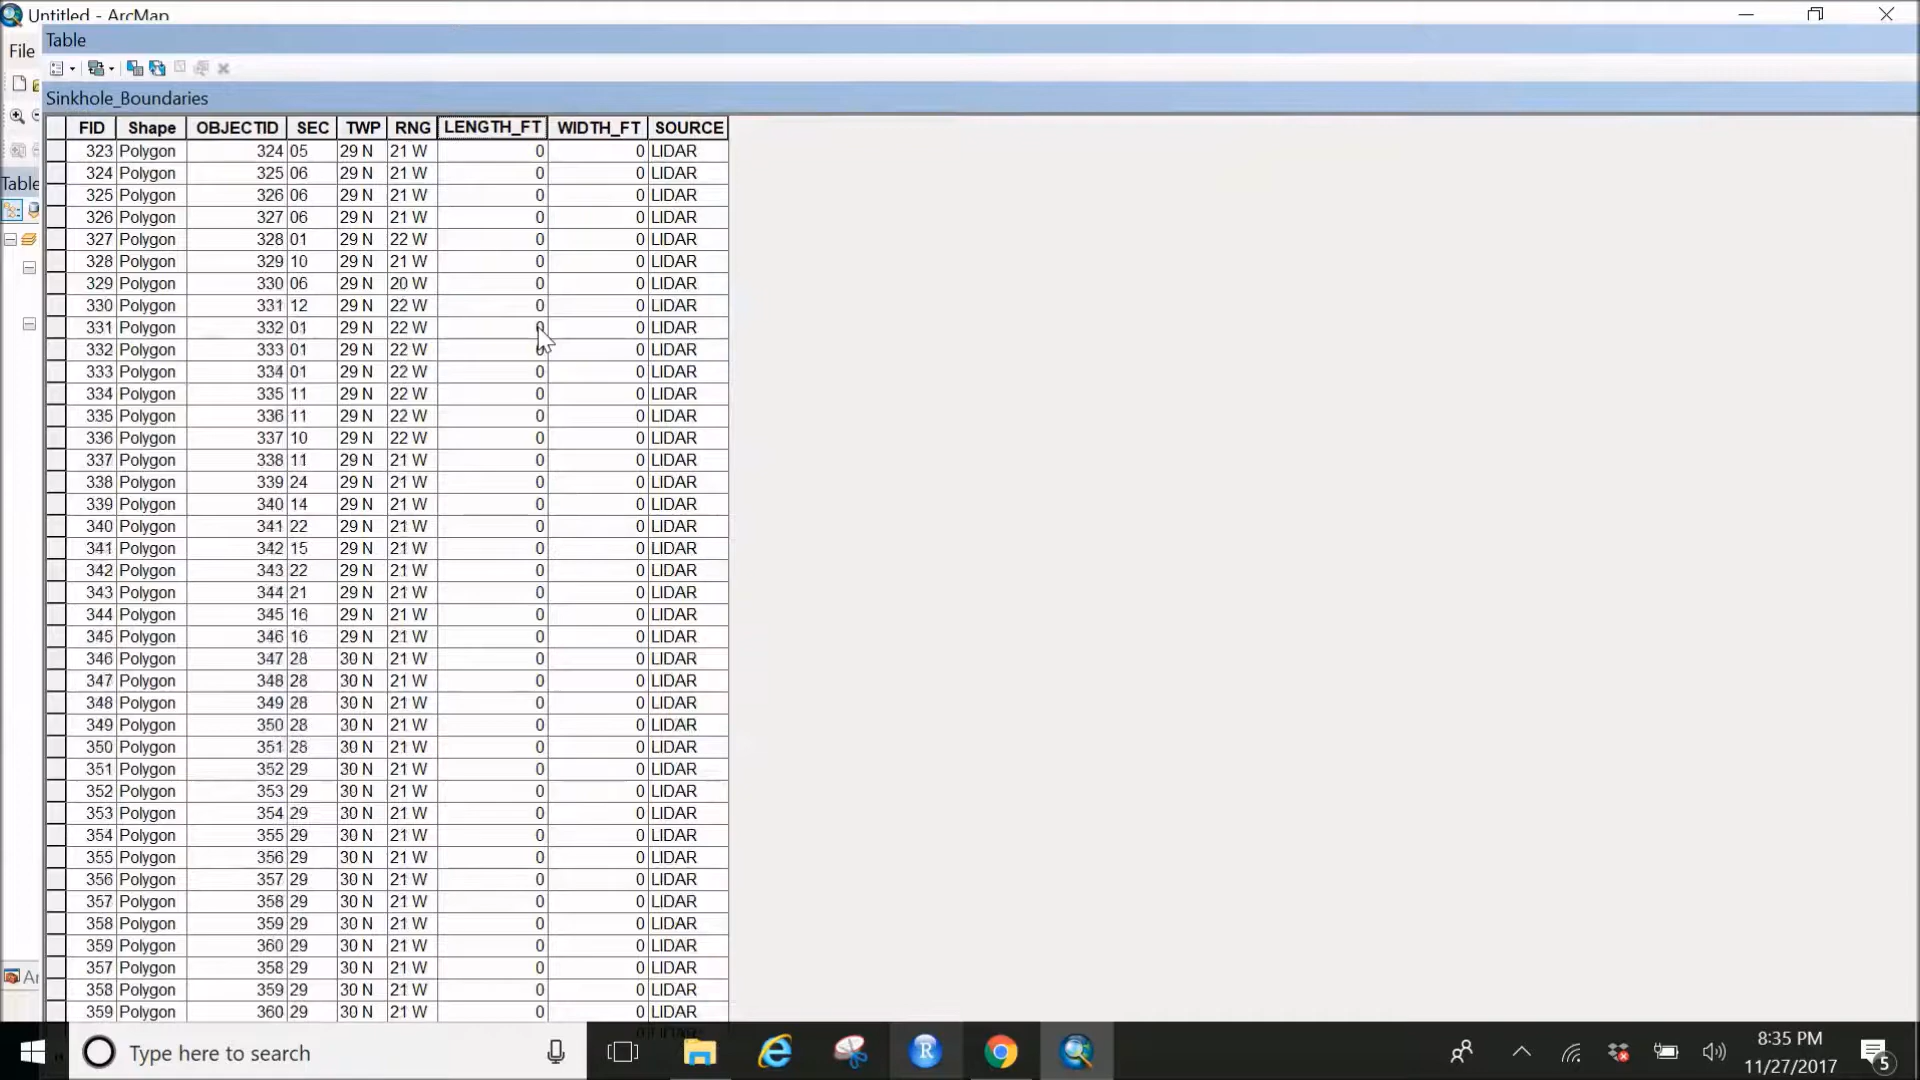 Untitled - ArcMap
File
Table
Sinkhole_Boundaries
Table
FID Shape OBJECTID SEC TWP RNG LENGTH_FT WIDTH_FT SOURCE
323 Polygon 324 05 29 N 21 W 0 0 LIDAR
324 Polygon 325 06 29 N 21 W 0 0 LIDAR
325 Polygon 326 06 29 N 21 W 0 0 LIDAR
326 Polygon 327 06 29 N 21 W 0 0 LIDAR
327 Polygon 328 01 29 N 22 W 0 0 LIDAR
328 Polygon 329 10 29 N 21 W 0 0 LIDAR
329 Polygon 330 06 29 N 20 W 0 0 LIDAR
330 Polygon 331 12 29 N 22 W 0 0 LIDAR
331 Polygon 332 01 29 N 22 W 0 0 LIDAR
332 Polygon 333 01 29 N 22 W 0 0 LIDAR
333 Polygon 334 01 29 N 22 W 0 0 LIDAR
334 Polygon 335 11 29 N 22 W 0 0 LIDAR
335 Polygon 336 11 29 N 22 W 0 0 LIDAR
336 Polygon 337 10 29 N 22 W 0 0 LIDAR
337 Polygon 338 11 29 N 21 W 0 0 LIDAR
338 Polygon 339 24 29 N 21 W 0 0 LIDAR
339 Polygon 340 14 29 N 21 W 0 0 LIDAR
340 Polygon 341 22 29 N 21 W 0 0 LIDAR
341 Polygon 342 15 29 N 21 W 0 0 LIDAR
342 Polygon 343 22 29 N 21 W 0 0 LIDAR
343 Polygon 344 21 29 N 21 W 0 0 LIDAR
344 Polygon 345 16 29 N 21 W 0 0 LIDAR
345 Polygon 346 16 29 N 21 W 0 0 LIDAR
346 Polygon 347 28 30 N 21 W 0 0 LIDAR
347 Polygon 348 28 30 N 21 W 0 0 LIDAR
348 Polygon 349 28 30 N 21 W 0 0 LIDAR
349 Polygon 350 28 30 N 21 W 0 0 LIDAR
350 Polygon 351 28 30 N 21 W 0 0 LIDAR
351 Polygon 352 29 30 N 21 W 0 0 LIDAR
352 Polygon 353 29 30 N 21 W 0 0 LIDAR
353 Polygon 354 29 30 N 21 W 0 0 LIDAR
354 Polygon 355 29 30 N 21 W 0 0 LIDAR
355 Polygon 356 29 30 N 21 W 0 0 LIDAR
356 Polygon 357 29 30 N 21 W 0 0 LIDAR
357 Polygon 358 29 30 N 21 W 0 0 LIDAR
358 Polygon 359 29 30 N 21 W 0 0 LIDAR
359 Polygon 360 29 30 N 21 W 0 0 LIDAR
357 Polygon 358 29 30 N 21 W 0 0 LIDAR
358 Polygon 359 29 30 N 21 W 0 0 LIDAR
359 Polygon 360 29 30 N 21 W 0 0 LIDAR
Ar
Type here to search
8:35 PM
11/27/2017
5